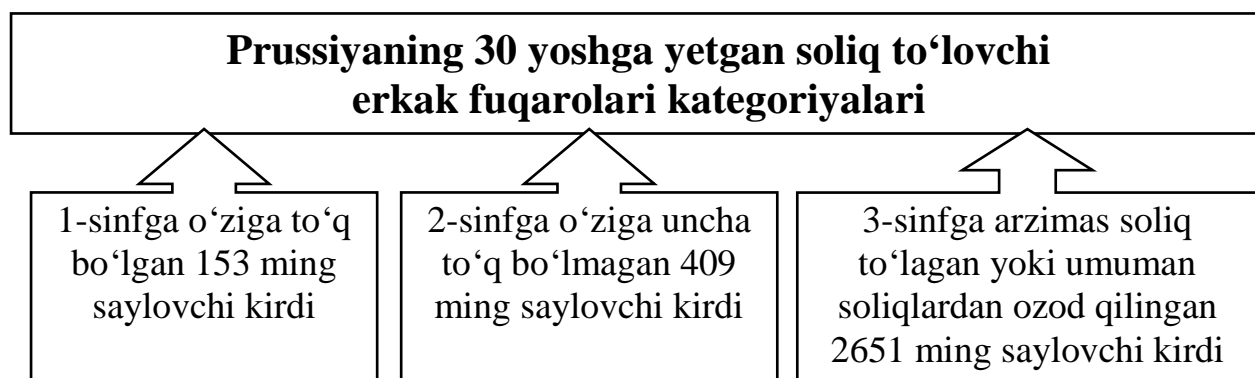 Prussiyaning 30 yoshga yetgan soliq to‘lovchi
erkak fuqarolari kategoriyalari
1-sinfga o‘ziga to‘q
bo‘lgan 153 ming
saylovchi kirdi
2-sinfga o‘ziga uncha
to‘q bo‘lmagan 409
ming saylovchi kirdi
3-sinfga arzimas soliq
to‘lagan yoki umuman
soliqlardan ozod qilingan
2651 ming saylovchi kirdi